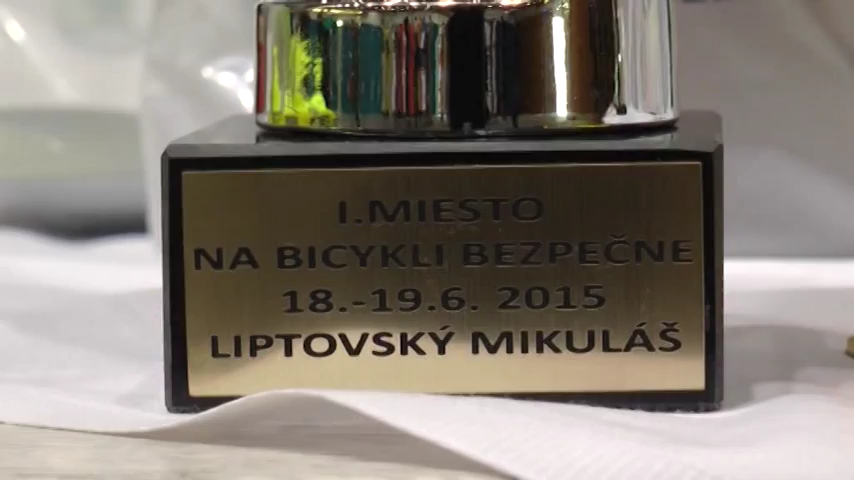 I.MIESTO
NA BICYKLI BEZPEČNE
18.-19.6. 2015
LIPTOVSKÝ MIKULÁŠ